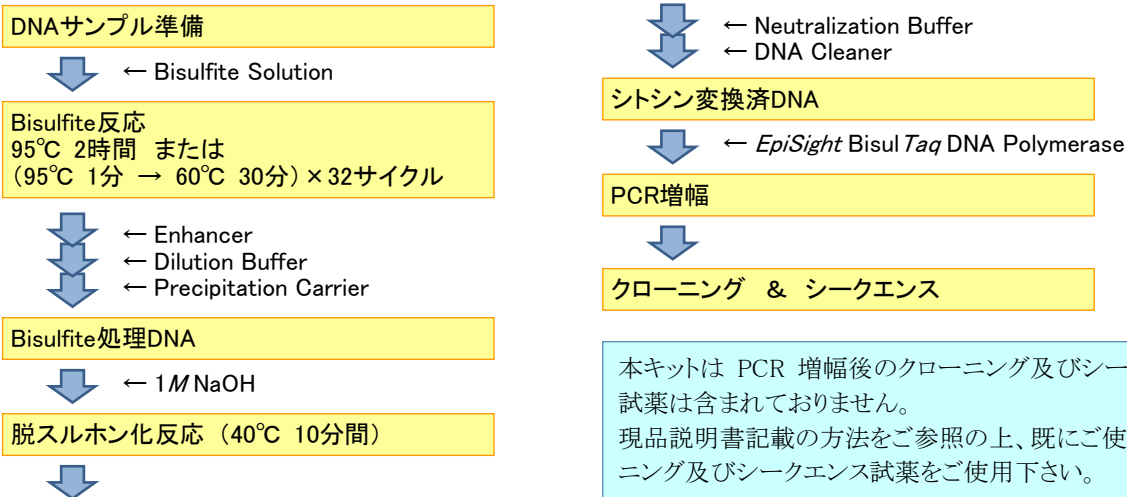 DNAサンプル準備
← Bisulfite Solution
Bisulfite反応
95℃ 2時間 または
(95℃ 1分 → 60℃ 30分)×32サイクル
← Enhancer
← Dilution Buffer
← Precipitation Carrier
Bisulfite処理DNA
← 1M NaOH
脱スルホン化反応 (40℃ 10分間)
← Neutralization Buffer
← DNA Cleaner
シトシン変換済DNA
← EpiSight BisulTaq DNA Polymerase
PCR増幅
クローニング & シークエンス
本キットは PCR 増幅後のクローニング及びシー
試薬は含まれておりません。
現品説明書記載の方法をご参照の上、既にご使
ニング及びシークエンス試薬をご使用下さい。